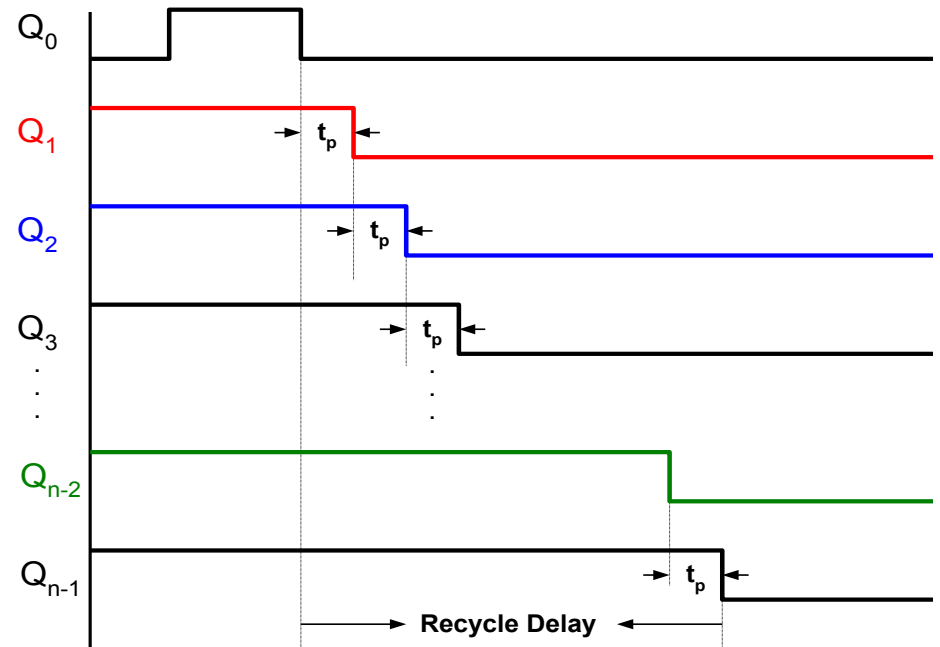 Q0
Q1
tp
Q2
tp
Q3
tp
. . .
. . .
Qn-2
Qn-1
tp
Recycle Delay